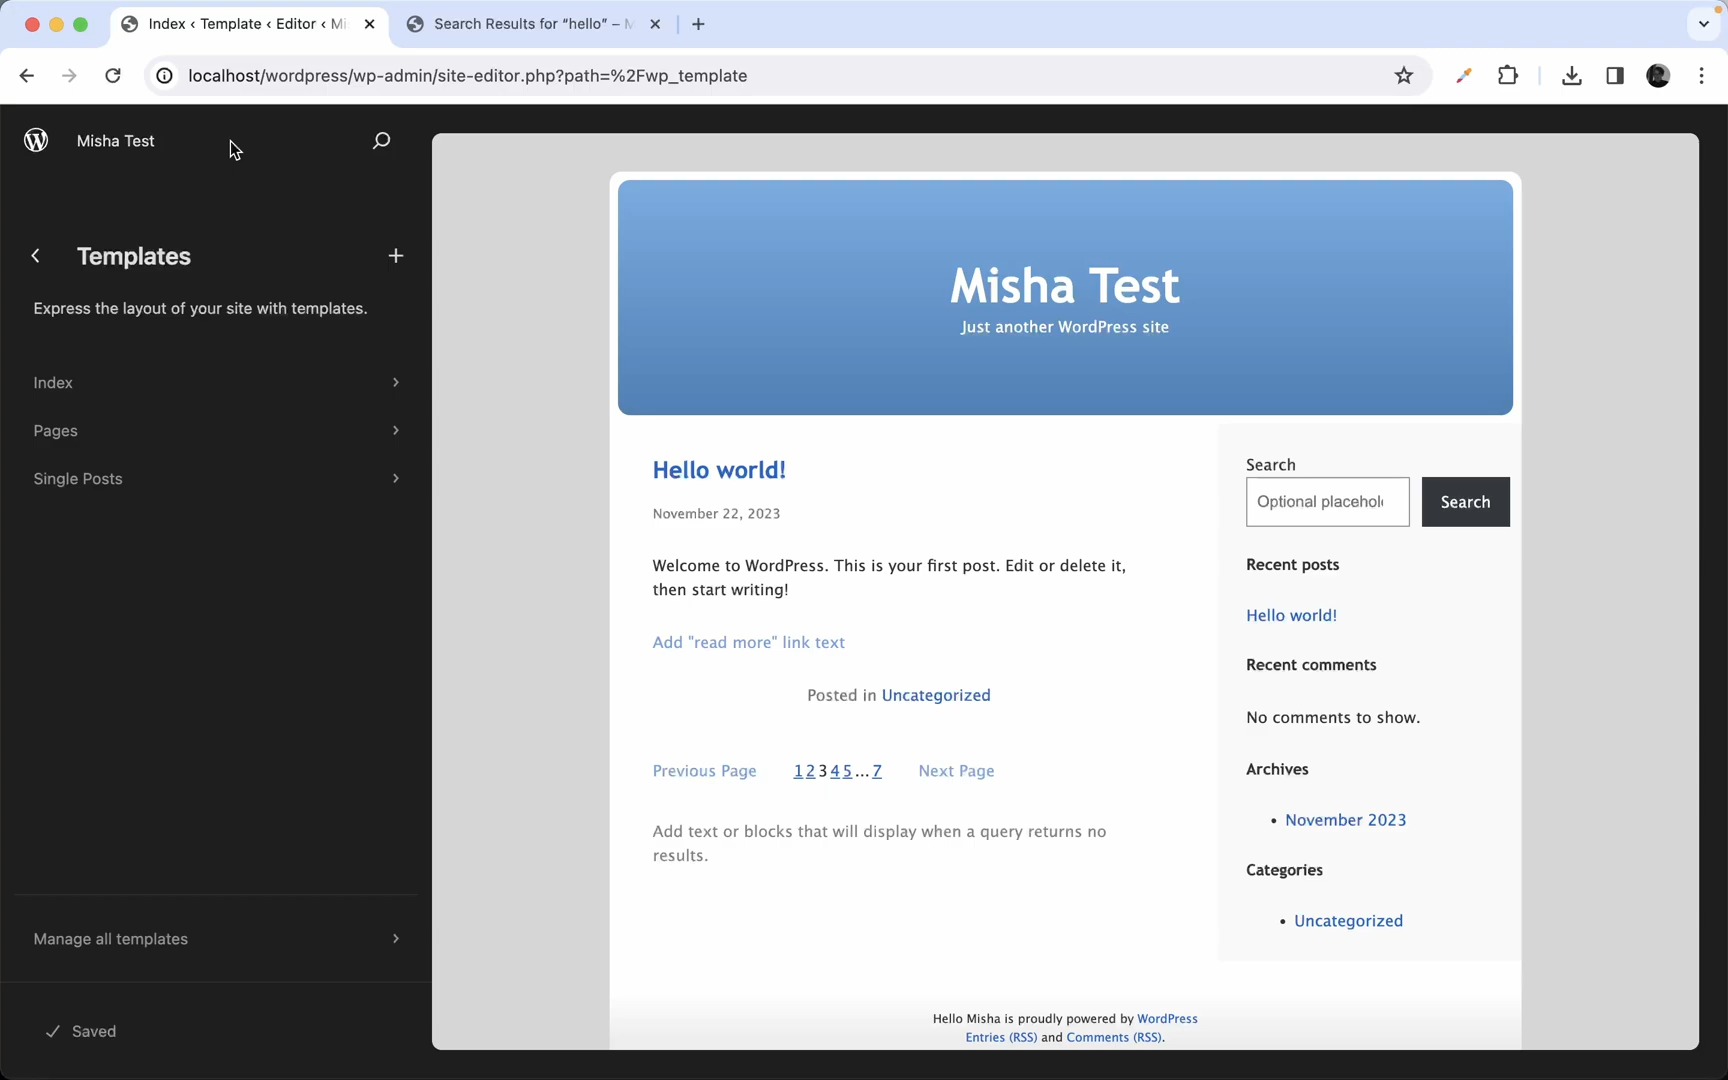 Index ‹ Template ‹ Editor ‹ Mi
Search Results for “hello” – M
localhost/wordpress/wp-admin/site-editor.php?path=%2Fwp_template
Misha Test
Templates
Express the layout of your site with templates.
Index
Pages
Single Posts
Manage all templates
Saved
Misha Test
Just another WordPress site
Hello world!
November 22, 2023
Welcome to WordPress. This is your first post. Edit or delete it,
then start writing!
Add "read more" link text
Posted in Uncategorized
Previous Page 1 2 3 4 5 ... 7 Next Page
Add text or blocks that will display when a query returns no
results.
Search
Optional placehol
Search
Recent posts
Hello world!
Recent comments
No comments to show.
Archives
• November 2023
Categories
• Uncategorized
Hello Misha is proudly powered by WordPress
Entries (RSS) and Comments (RSS).